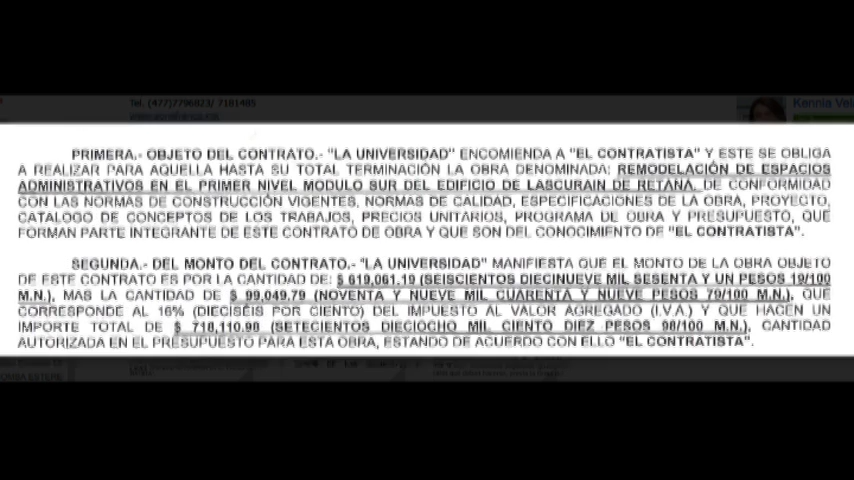 Tel. (477)7796823/ 7181485
Kennia Vel
PRIMERA.- OBJETO DEL CONTRATO.- "LA UNIVERSIDAD" ENCOMIENDA A "EL CONTRATISTA" Y ESTE SE OBLIGA
A REALIZAR PARA AQUELLA HASTA SU TOTAL TERMINACIÓN LA OBRA DENOMINADA: REMODELACIÓN DE ESPACIOS
ADMINISTRATIVOS EN EL PRIMER NIVEL MODULO SUR DEL EDIFICIO DE LASCURAIN DE RETANA, DE CONFORMIDAD
CON LAS NORMAS DE CONSTRUCCIÓN VIGENTES, NORMAS DE CALIDAD, ESPECIFICACIONES DE LA OBRA, PROYECTO,
CATALOGO DE CONCEPTOS DE LOS TRABAJOS, PRECIOS UNITARIOS, PROGRAMA DE OBRA Y PRESUPUESTO, QUE
FORMAN PARTE INTEGRANTE DE ESTE CONTRATO DE OBRA Y QUE SON DEL CONOCIMIENTO DE "EL CONTRATISTA".
SEGUNDA.- DEL MONTO DEL CONTRATO.- "LA UNIVERSIDAD" MANIFIESTA QUE EL MONTO DE LA OBRA OBJETO
DE ESTE CONTRATO ES POR LA CANTIDAD DE: $ 619,061.19 (SEISCIENTOS DIECINUEVE MIL SESENTA Y UN PESOS 19/100
M.N.), MAS LA CANTIDAD DE $ 99,049.79 (NOVENTA Y NUEVE MIL CUARENTA Y NUEVE PESOS 79/100 M.N.), QUE
CORRESPONDE AL 16% (DIECISÉIS POR CIENTO) DEL IMPUESTO AL VALOR AGREGADO (I.V.A.) Y QUE HACEN UN
IMPORTE TOTAL DE $ 718,110.98 (SETECIENTOS DIECIOCHO MIL CIENTO DIEZ PESOS 98/100 M.N.), CANTIDAD
AUTORIZADA EN EL PRESUPUESTO PARA ESTA OBRA, ESTANDO DE ACUERDO CON ELLO "EL CONTRATISTA".